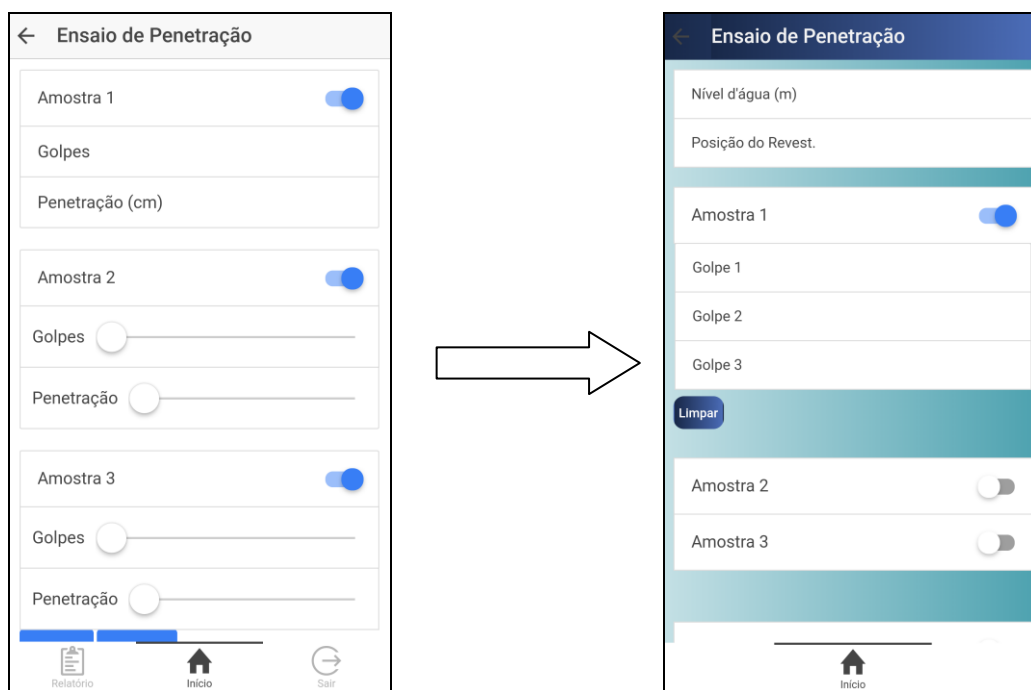 Ensaio de Penetração
Amostra 1
Golpes
Penetração (cm)
Amostra 2
Golpes
Penetração
Amostra 3
Golpes
Penetração
Relatório
Início
Sair
Ensaio de Penetração
Nível d'água (m)
Posição do Revest.
Amostra 1
Golpe 1
Golpe 2
Golpe 3
Limpar
Amostra 2
Amostra 3
Início